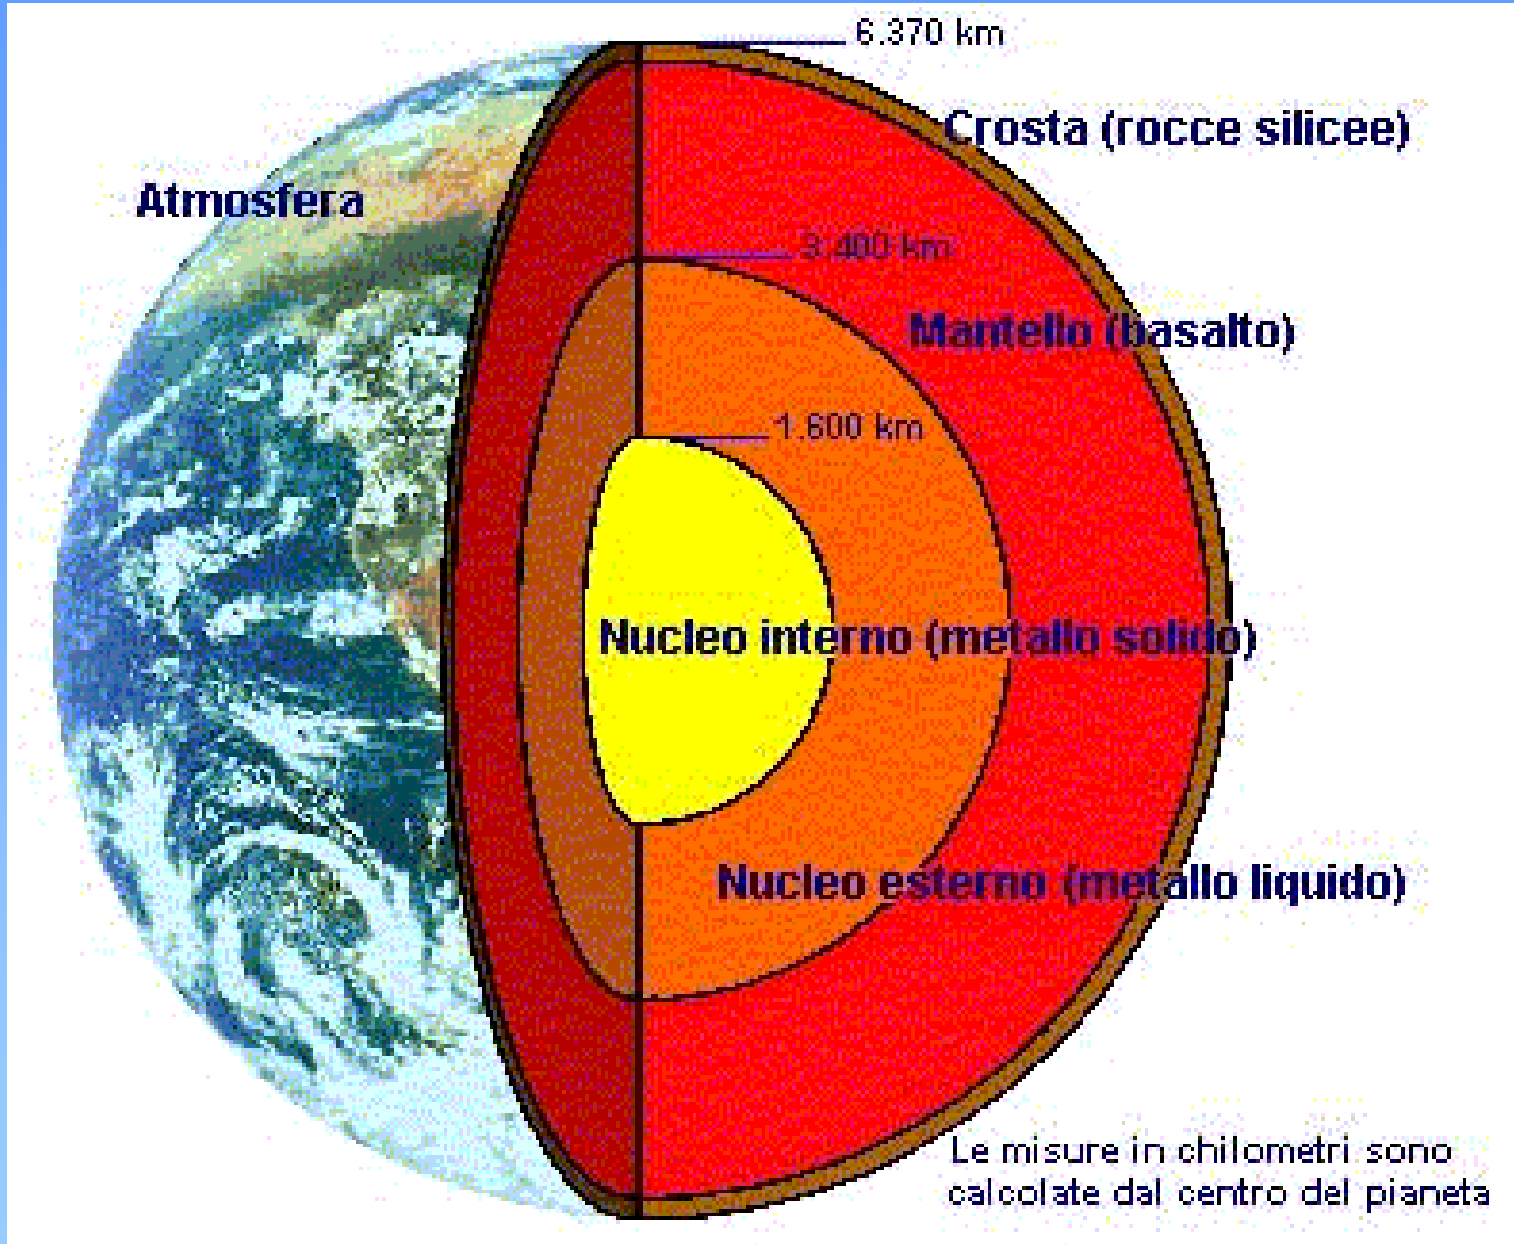 6.370 km
Crosta (rocce silicee)
Atmosfera
3.400 km
Mantello (basalto)
1.600 km
Nucleo interno (metallo solido)
Nucleo esterno (metallo liquido)
Le misure in chilometri sono
calcolate dal centro del pianeta